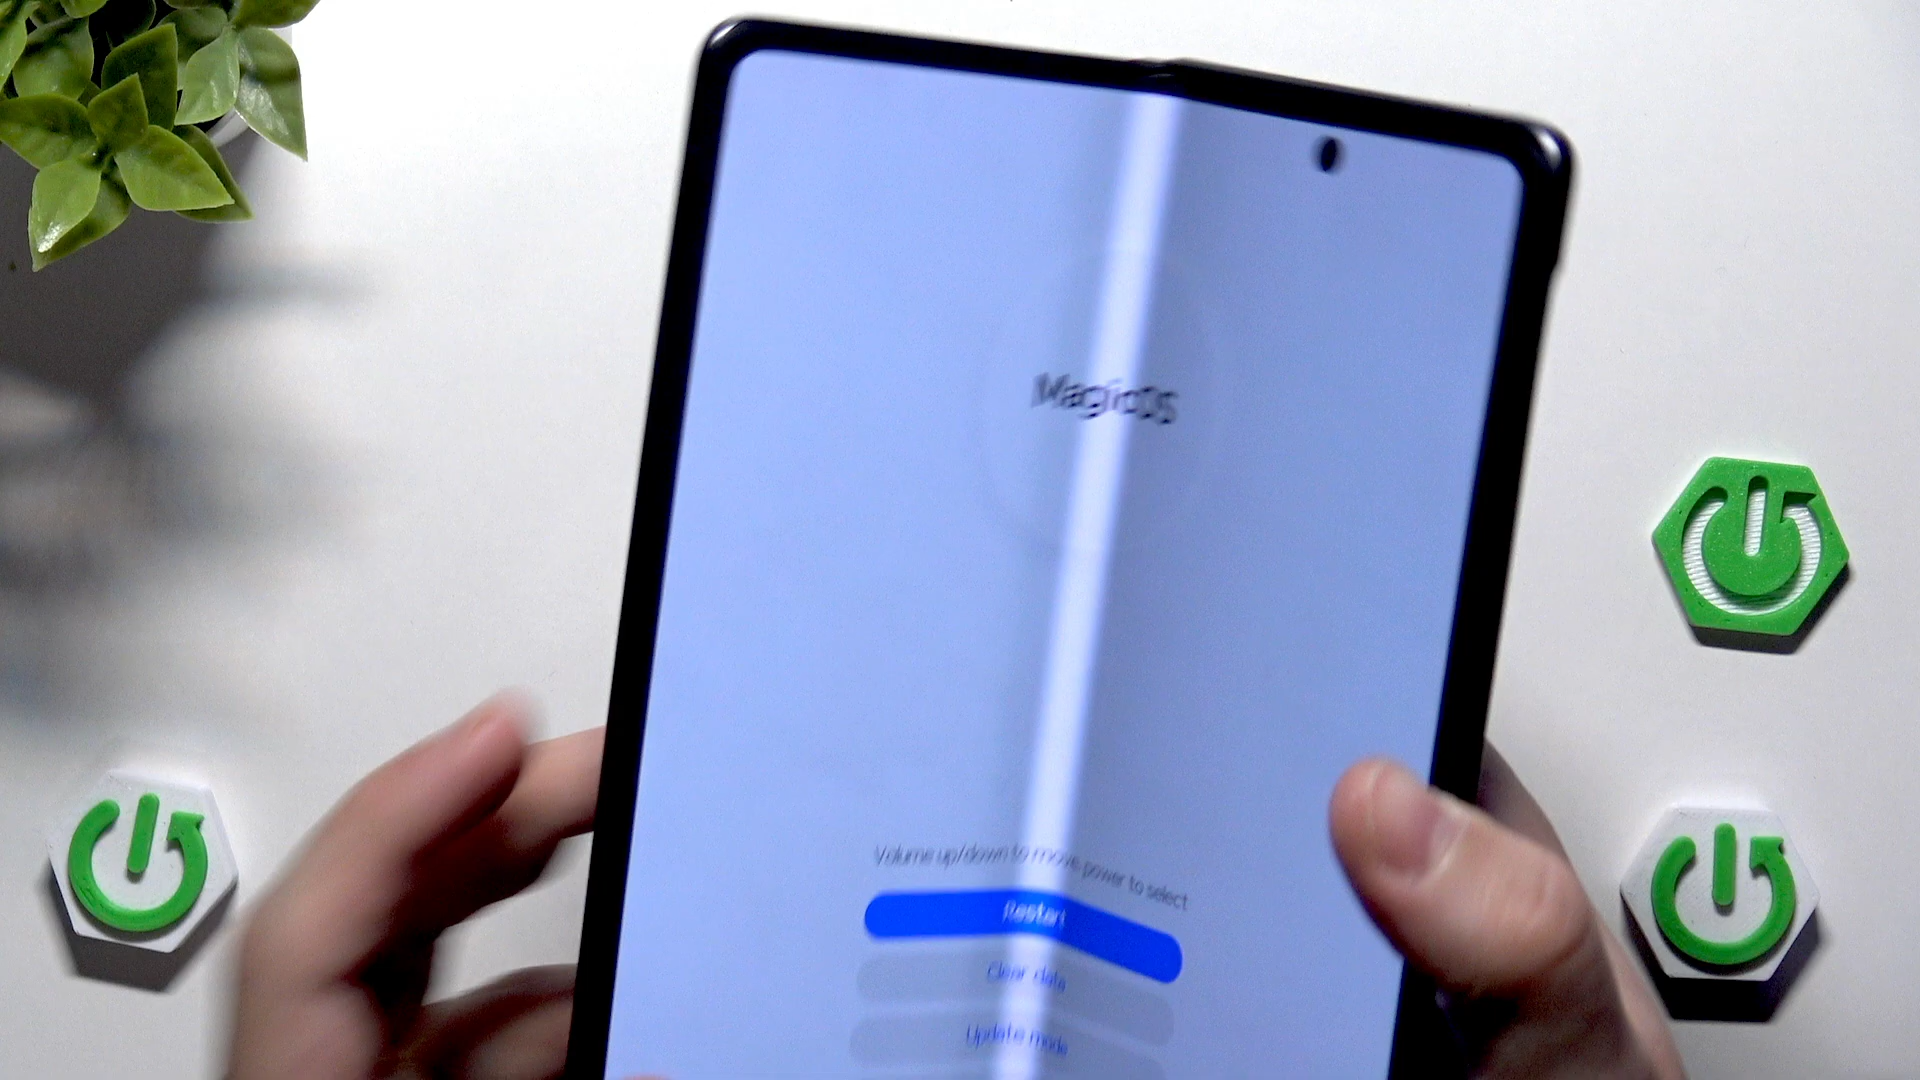 MagicOS
Volume up/down to move power to select
Restart
Clear data
Update mode